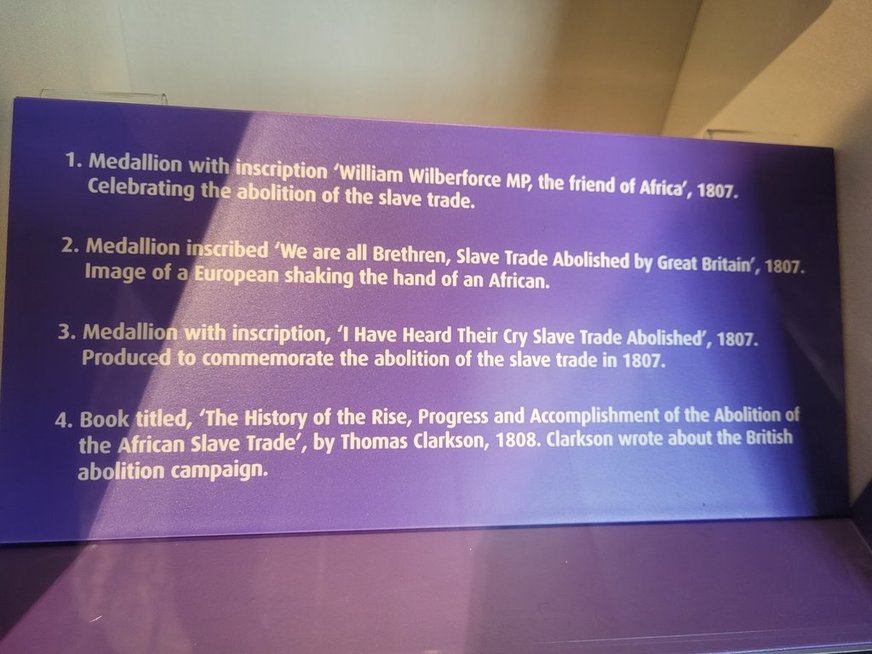 1. Medallion with inscription ‘William Wilberforce MP, the friend of Africa’, 1807.
Celebrating the abolition of the slave trade.
2. Medallion inscribed ‘We are all Brethren, Slave Trade Abolished by Great Britain’, 1807.
Image of a European shaking the hand of an African.
3. Medallion with inscription, ‘I Have Heard Their Cry Slave Trade Abolished’, 1807.
Produced to commemorate the abolition of the slave trade in 1807.
4. Book titled, ‘The History of the Rise, Progress and Accomplishment of the Abolition of
the African Slave Trade’, by Thomas Clarkson, 1808. Clarkson wrote about the British
abolition campaign.